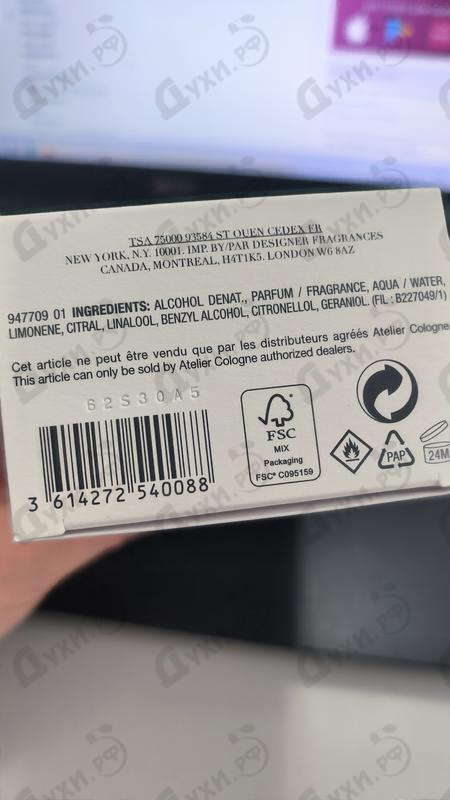 TSA 75000 93584 ST OUEN CEDEX FR
NEW YORK, N.Y. 10001. IMP. BY/PAR DESIGNER FRAGRANCES
CANADA, MONTREAL, H4T1K5. LONDON W6 8AZ
947709 01 INGREDIENTS: ALCOHOL DENAT., PARFUM / FRAGRANCE, AQUA / WATER,
LIMONENE, CITRAL, LINALOOL, BENZYL ALCOHOL, CITRONELLOL, GERANIOL. (FIL : B227049/1)
Cet article ne peut être vendu que par les distributeurs agréés Atelier Cologne
This article can only be sold by Atelier Cologne authorized dealers.
62S30A5
FSC
MIX
Packaging
FSC® C095159
PAP
24M
3 614272 540088
Духи.рф